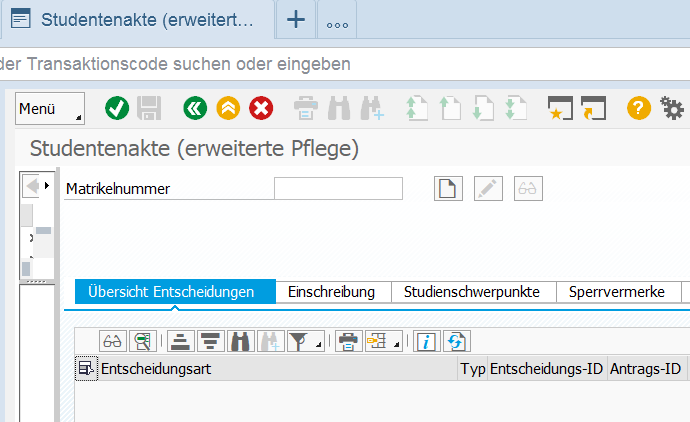 Studentenakte (erweitert…
der Transaktionscode suchen oder eingeben
Menü
Studentenakte (erweiterte Pflege)
Matrikelnummer
Übersicht Entscheidungen Einschreibung Studienschwerpunkte Sperrvermerke
Entscheidungsart Typ Entscheidungs-ID Antrags-ID